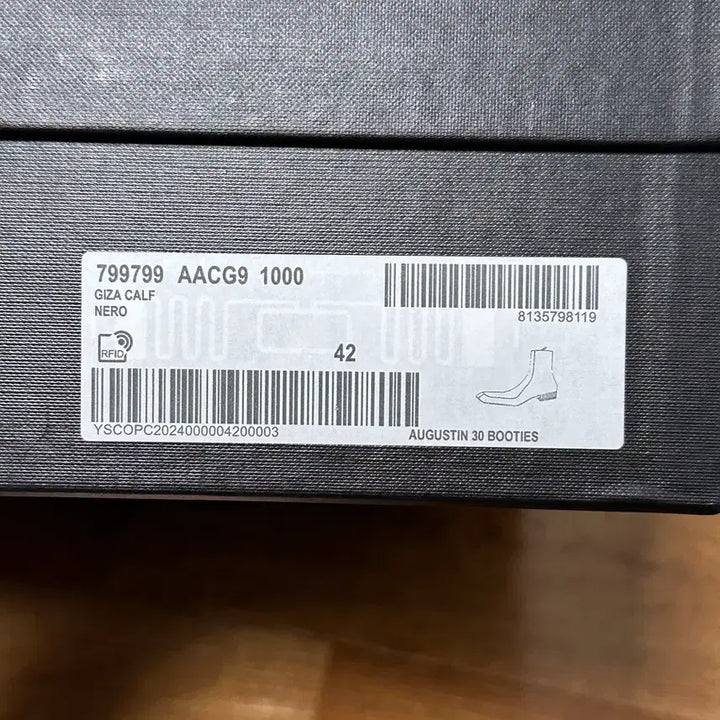 799799 AACG9 1000
GIZA CALF
NERO
8135798119
RFID
42
YSCOPC2024000004200003
AUGUSTIN 30 BOOTIES